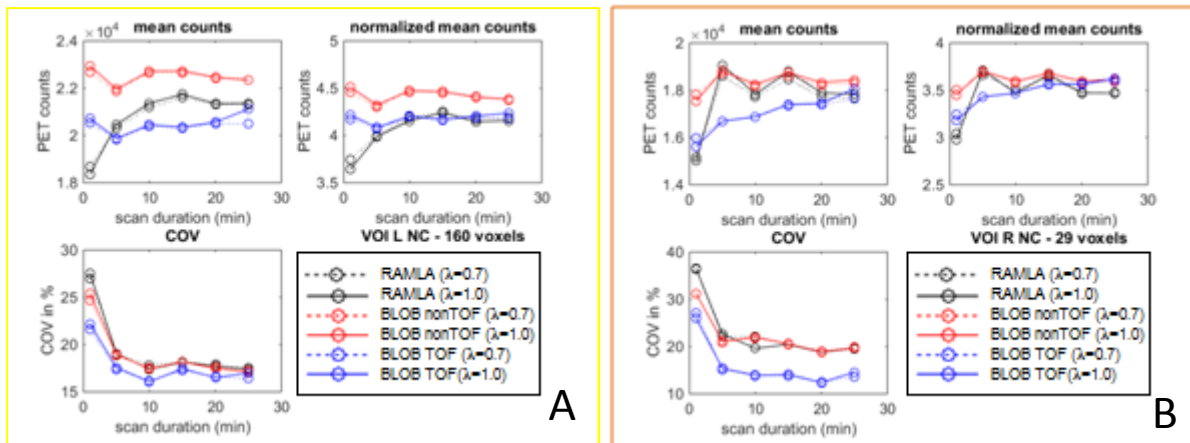 mean counts
normalized mean counts
× 10⁴
2.4
2.2
2
1.8
PET counts
0 10 20 30
scan duration (min)
5
4.5
4
3.5
PET counts
0 10 20 30
scan duration (min)
COV
VOI L NC - 160 voxels
30
25
20
15
COV in %
0 10 20 30
scan duration (min)
RAMLA (λ=0.7)
RAMLA (λ=1.0)
BLOB nonTOF (λ=0.7)
BLOB nonTOF (λ=1.0)
BLOB TOF (λ=0.7)
BLOB TOF(λ=1.0)
A
mean counts
normalized mean counts
× 10⁴
2
1.8
1.6
1.4
PET counts
0 10 20 30
scan duration (min)
4
3.5
3
2.5
PET counts
0 10 20 30
scan duration (min)
COV
VOI R NC - 29 voxels
40
30
20
10
COV in %
0 10 20 30
scan duration (min)
RAMLA (λ=0.7)
RAMLA (λ=1.0)
BLOB nonTOF (λ=0.7)
BLOB nonTOF (λ=1.0)
BLOB TOF (λ=0.7)
BLOB TOF(λ=1.0)
B